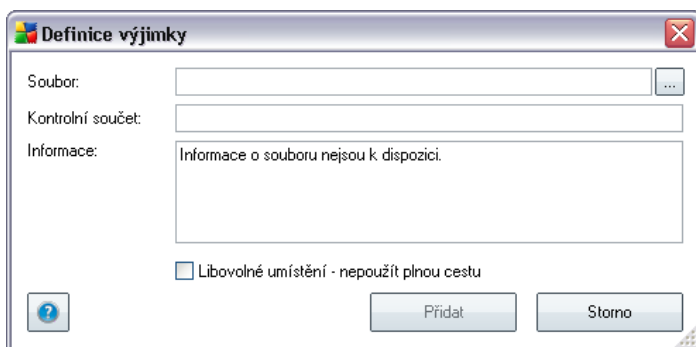 Definice výjimky
Soubor:
...
Kontrolní součet:
Informace:
Informace o souboru nejsou k dispozici.
Libovolné umístění - nepoužít plnou cestu
?
Přidat
Storno